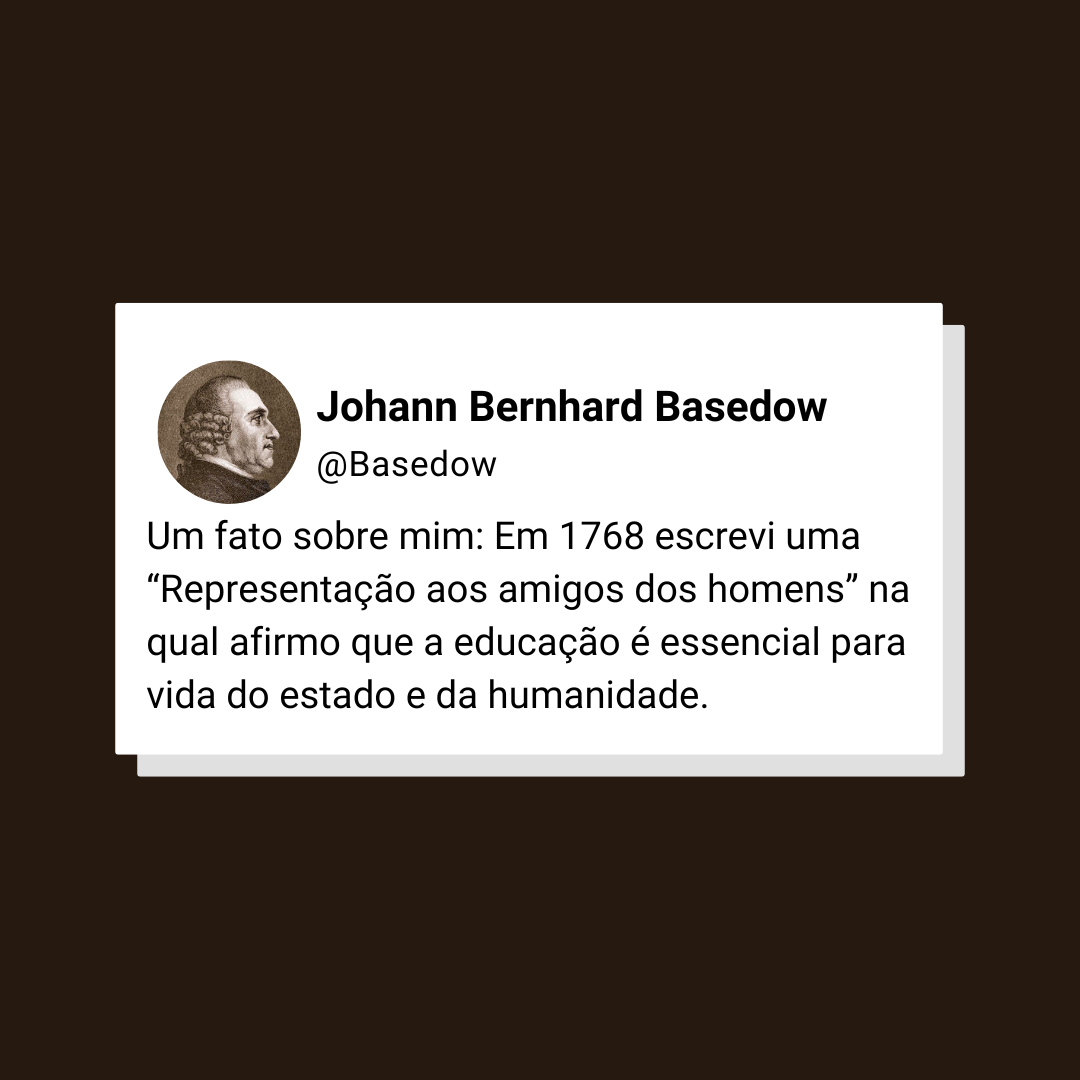 Johann Bernhard Basedow
@Basedow
Um fato sobre mim: Em 1768 escrevi uma
“Representação aos amigos dos homens” na
qual afirmo que a educação é essencial para
vida do estado e da humanidade.